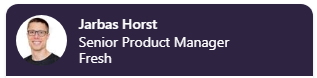 Jarbas Horst
Senior Product Manager
Fresh